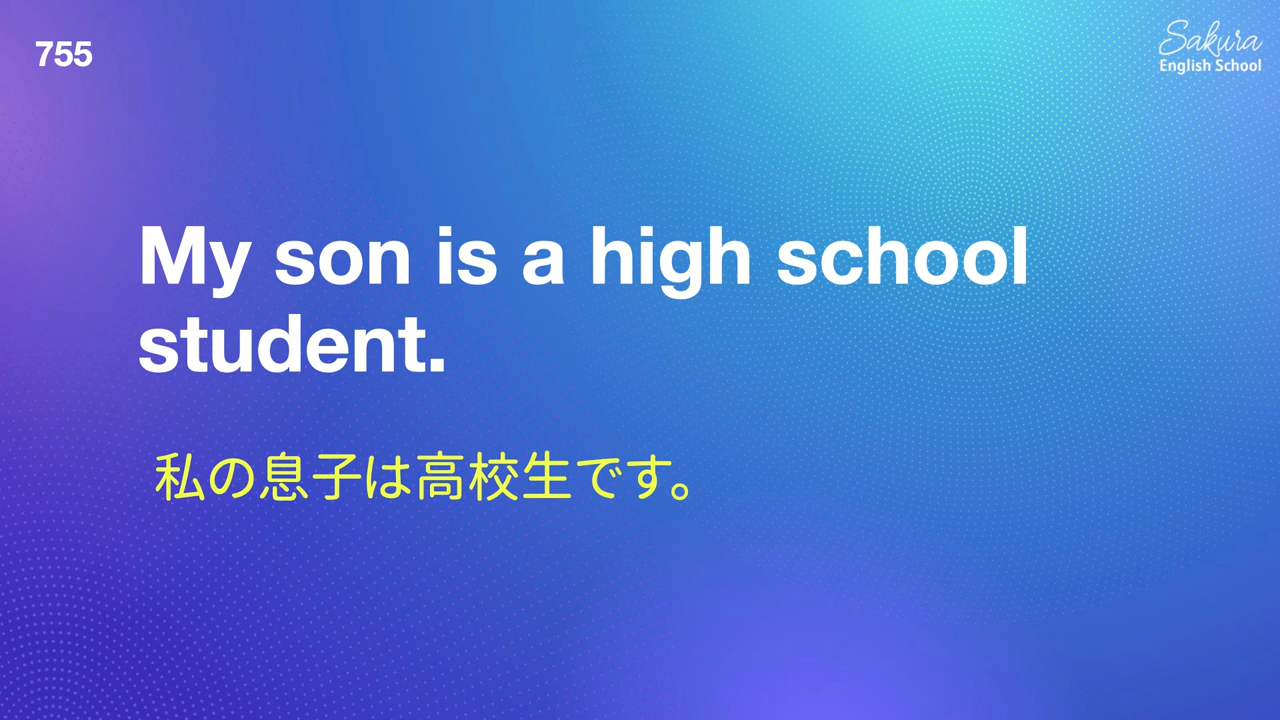 755
Sakura
English School
My son is a high school
student.
私の息子は高校生です。